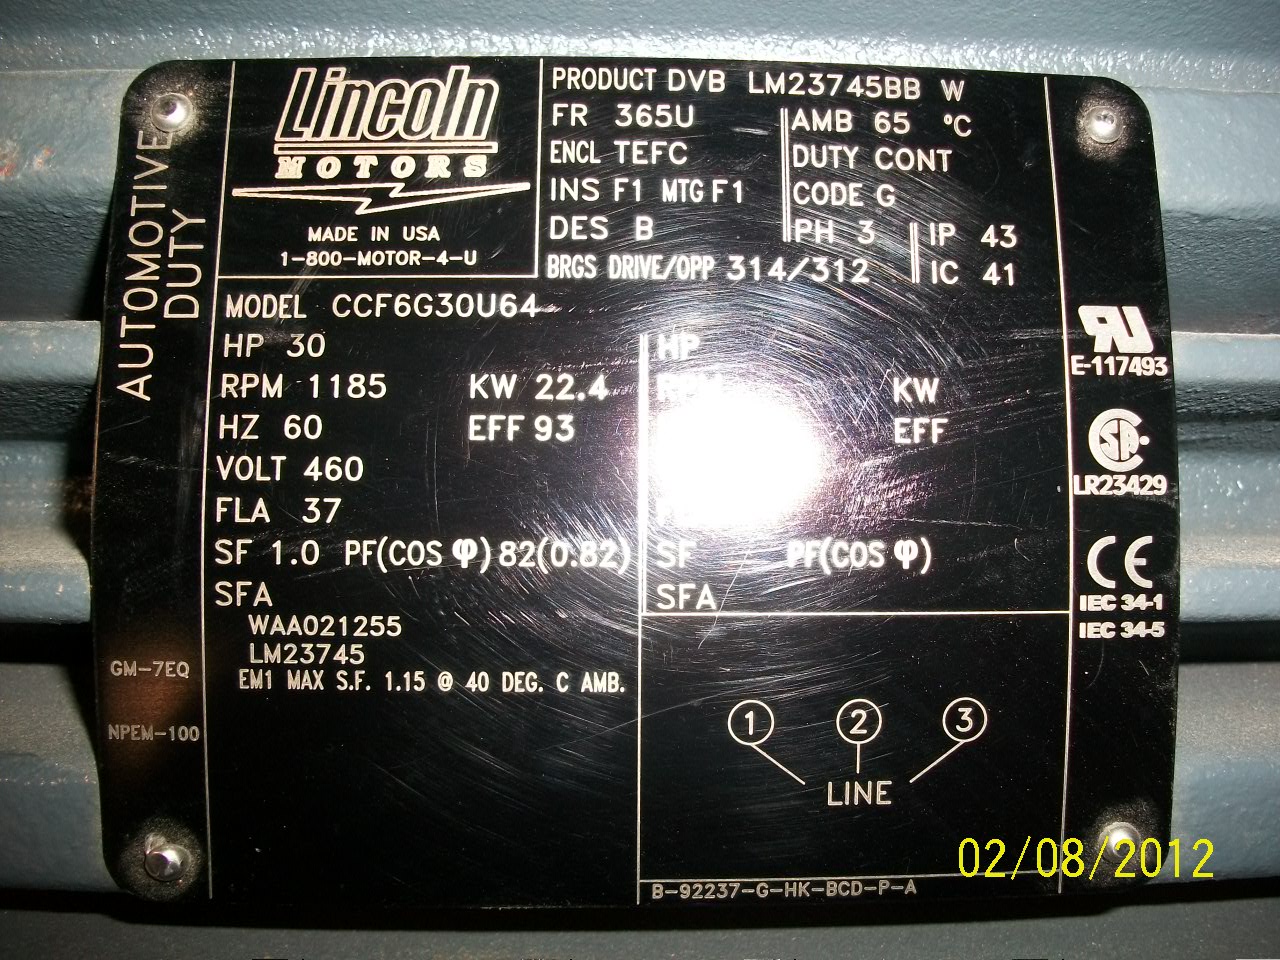 AUTOMOTIVE
DUTY
Lincoln
MOTORS
MADE IN USA
1-800-MOTOR-4-U
PRODUCT DVB LM23745BB W
FR 365U
AMB 65 °C
ENCL TEFC
DUTY CONT
INS F1 MTG F1
CODE G
DES B
PH 3
IP 43
BRGS DRIVE/OPP 314/312
IC 41
MODEL CCF6G30U64
HP 30
RPM 1185 KW 22.4
HZ 60 EFF 93
VOLT 460
FLA 37
SF 1.0 PF(COS φ) 82(0.82)
SFA
WAA021255
LM23745
EM1 MAX S.F. 1.15 @ 40 DEG. C AMB.
HP
RPM KW
EFF
SF PF(COS φ)
SFA
1 2 3
LINE
B-92237-G-HK-BCD-P-A
GM-7EQ
NPEM-100
RU
E-117493
CSA
LR23429
CE
IEC 34-1
IEC 34-5
02/08/2012